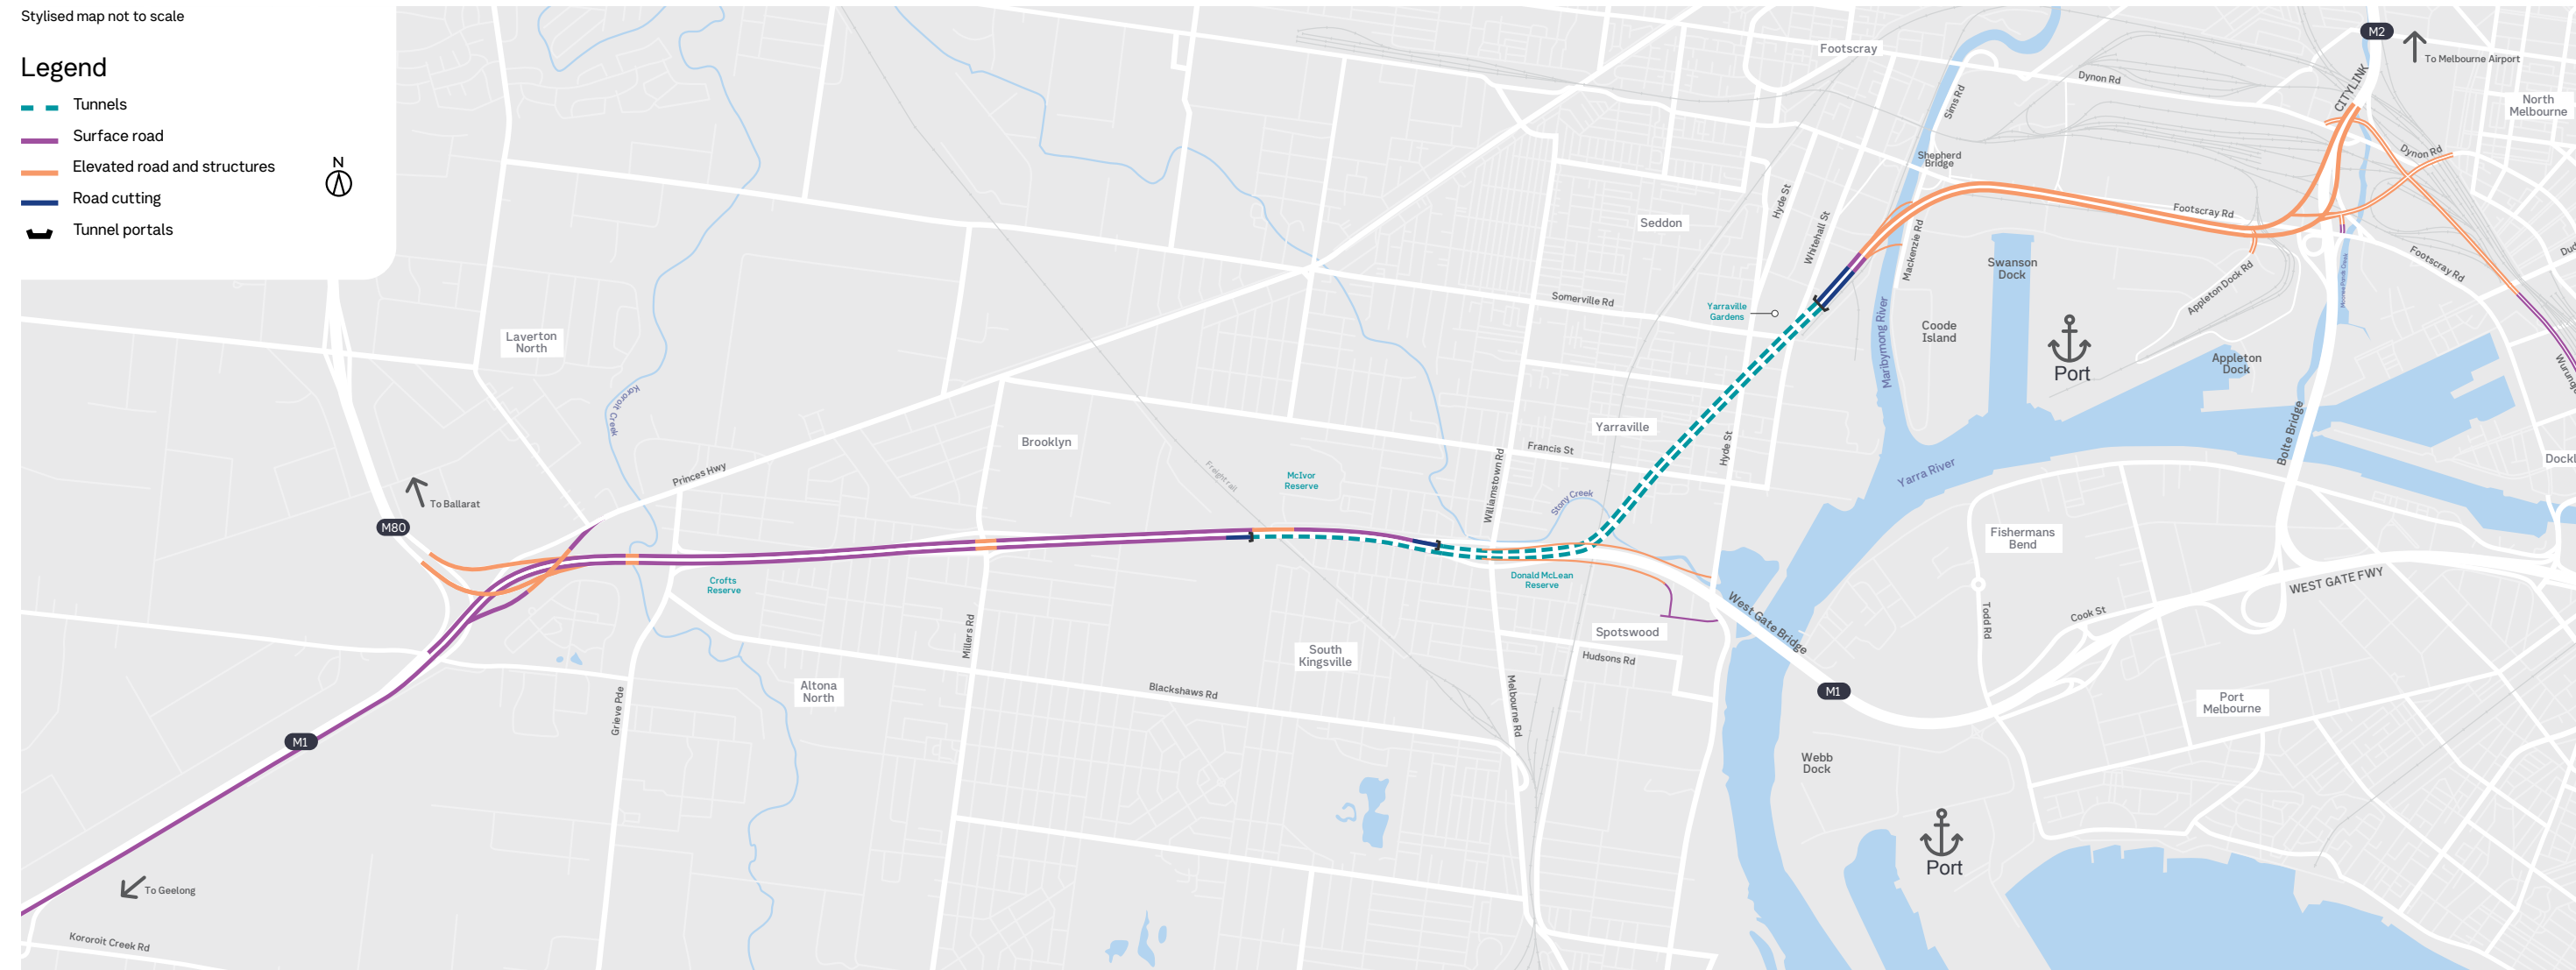 Stylised map not to scale
Legend
Tunnels
Surface road
Elevated road and structures
Road cutting
Tunnel portals
N
M2
To Melbourne Airport
CITYLINK
Footscray
Dynon Rd
North
Melbourne
Sims Rd
Shepherd
Bridge
Dynon Rd
Hyde St
Whitehall St
Seddon
Mackenzie Rd
Footscray Rd
Footscray Rd
Swanson
Dock
Appleton Dock Rd
Moonee Ponds Creek
Somerville Rd
Yarraville
Gardens
Maribyrnong River
Coode
Island
Port
Appleton
Dock
Laverton
North
Kororoit Creek
Princes Hwy
Brooklyn
Freight rail
McIvor
Reserve
Williamstown Rd
Francis St
Yarraville
Hyde St
Stony Creek
Yarra River
Bolte Bridge
To Ballarat
M80
Crofts
Reserve
Donald McLean
Reserve
Fishermans
Bend
WEST GATE FWY
Cook St
Todd Rd
West Gate Bridge
Spotswood
Hudsons Rd
Millers Rd
South
Kingsville
Altona
North
Blackshaws Rd
Grieve Pde
Melbourne Rd
M1
M1
Port
Melbourne
Webb
Dock
Port
To Geelong
Kororoit Creek Rd